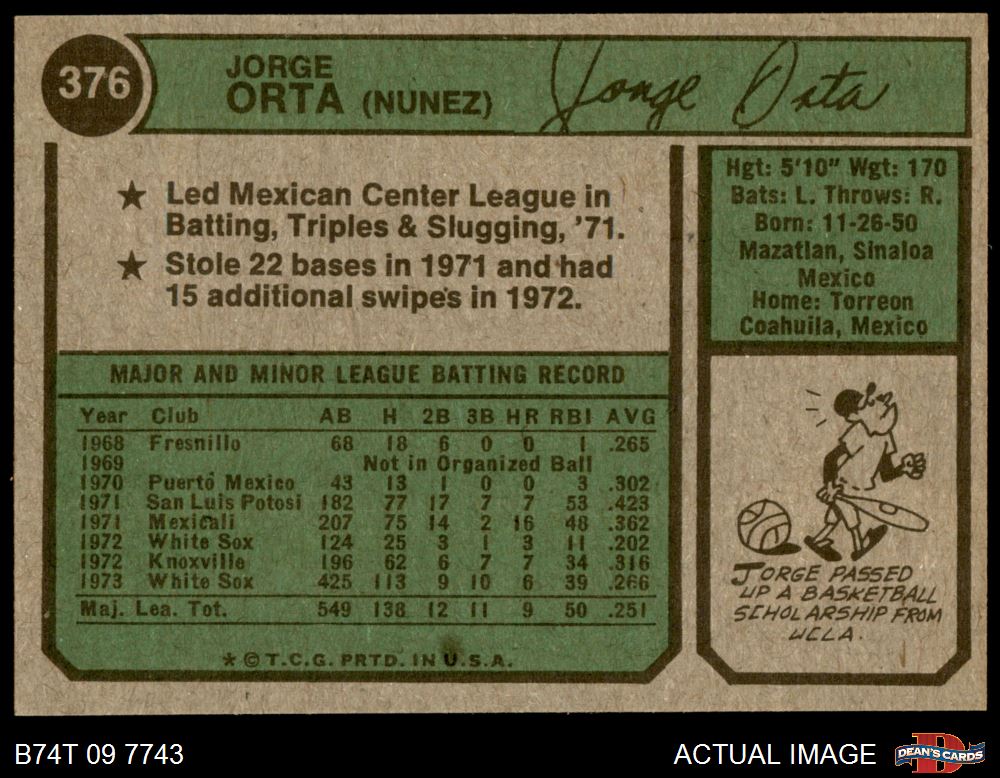 376
JORGE
ORTA (NUNEZ)
Jorge Orta
★ Led Mexican Center League in
Batting, Triples & Slugging, '71.
★ Stole 22 bases in 1971 and had
15 additional swipes in 1972.
Hgt: 5'10" Wgt: 170
Bats: L. Throws: R.
Born: 11-26-50
Mazatlan, Sinaloa
Mexico
Home: Torreon
Coahuila, Mexico
MAJOR AND MINOR LEAGUE BATTING RECORD
Year Club AB H 2B 3B HR RBI AVG
1968 Fresnillo 68 18 6 0 0 1 .265
1969 Not in Organized Ball
1970 Puerto Mexico 43 13 1 0 0 3 .302
1971 San Luis Potosi 182 77 17 7 7 53 .423
1971 Mexicali 207 75 14 2 16 48 .362
1972 White Sox 124 25 3 1 3 11 .202
1972 Knoxville 196 62 6 7 7 34 .316
1973 White Sox 425 113 9 10 6 39 .266
Maj. Lea. Tot. 549 138 12 11 9 50 .251
* © T.C.G. PRTD. IN U.S.A.
JORGE PASSED
UP A BASKETBALL
SCHOLARSHIP FROM
UCLA.
B74T 09 7743
ACTUAL IMAGE
DEAN'S CARDS